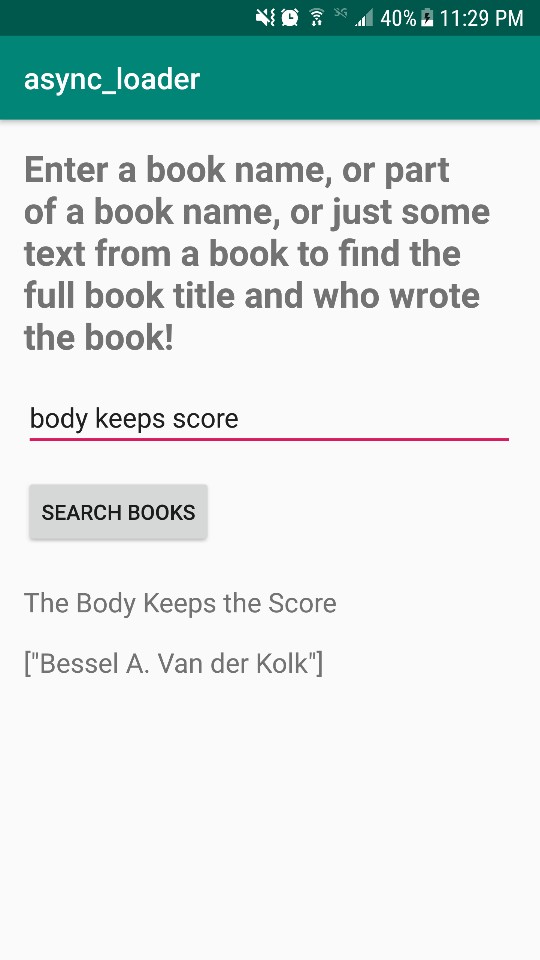 3G 40% 11:29 PM
async_loader
Enter a book name, or part
of a book name, or just some
text from a book to find the
full book title and who wrote
the book!
body keeps score
SEARCH BOOKS
The Body Keeps the Score
["Bessel A. Van der Kolk"]